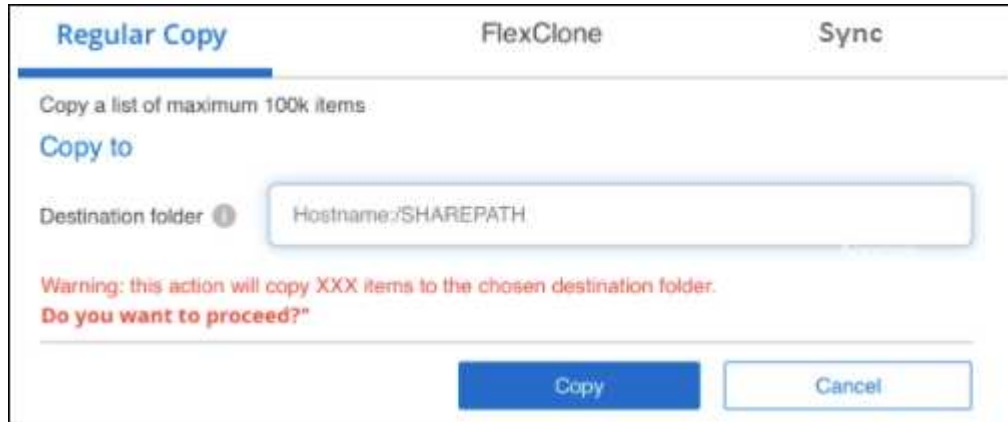 Regular Copy FlexClone Sync
Copy a list of maximum 100k items
Copy to
Destination folder i Hostname:/SHAREPATH
Warning: this action will copy XXX items to the chosen destination folder.
Do you want to proceed?"
Copy Cancel